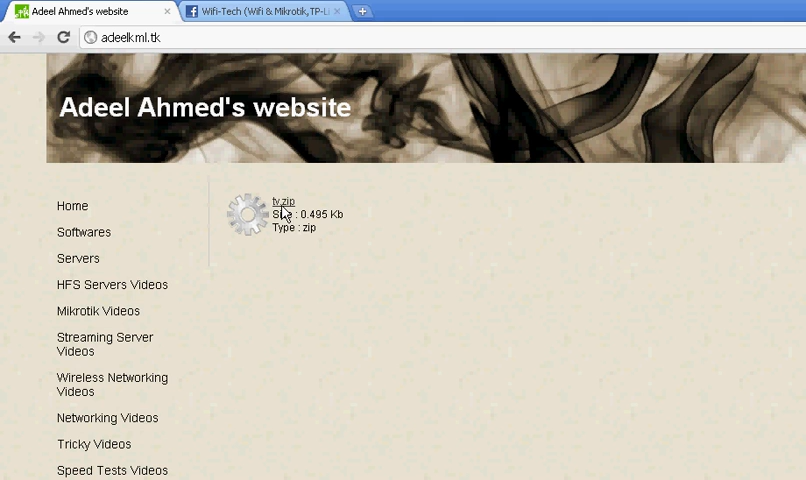 Adeel Ahmed's website
Wifi-Tech (Wifi & Mikrotik,TP-Li
adeelkml.tk
Adeel Ahmed's website
tv.zip
Size : 0.495 Kb
Type : zip
Home
Softwares
Servers
HFS Servers Videos
Mikrotik Videos
Streaming Server
Videos
Wireless Networking
Videos
Networking Videos
Tricky Videos
Speed Tests Videos